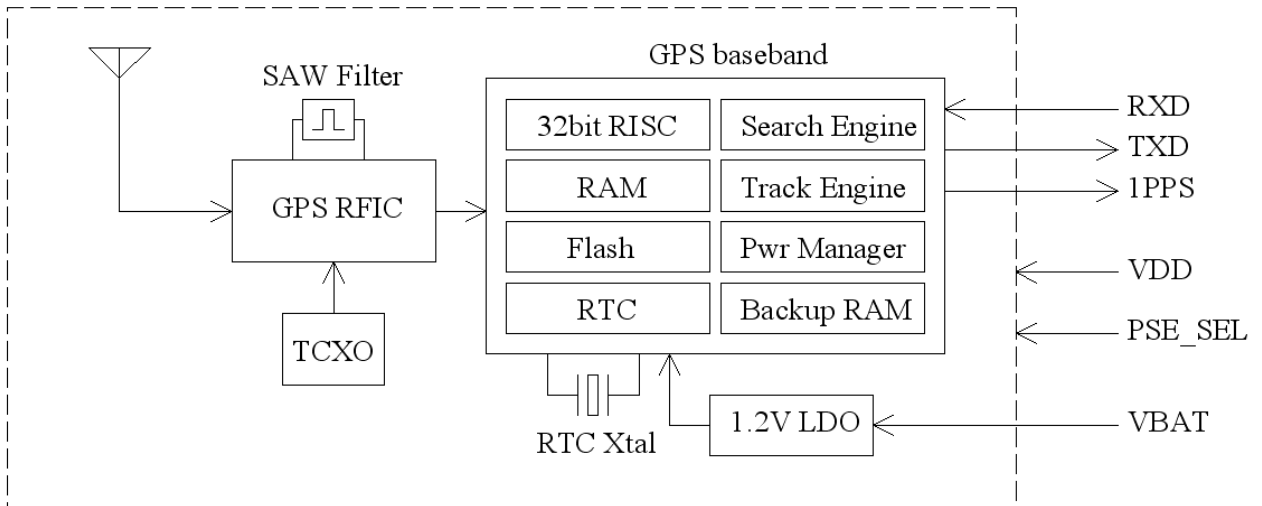 GPS baseband
SAW Filter
RXD
32bit RISC
Search Engine
TXD
RAM
Track Engine
1PPS
GPS RFIC
Flash
Pwr Manager
VDD
RTC
Backup RAM
PSE_SEL
TCXO
1.2V LDO
VBAT
RTC Xtal